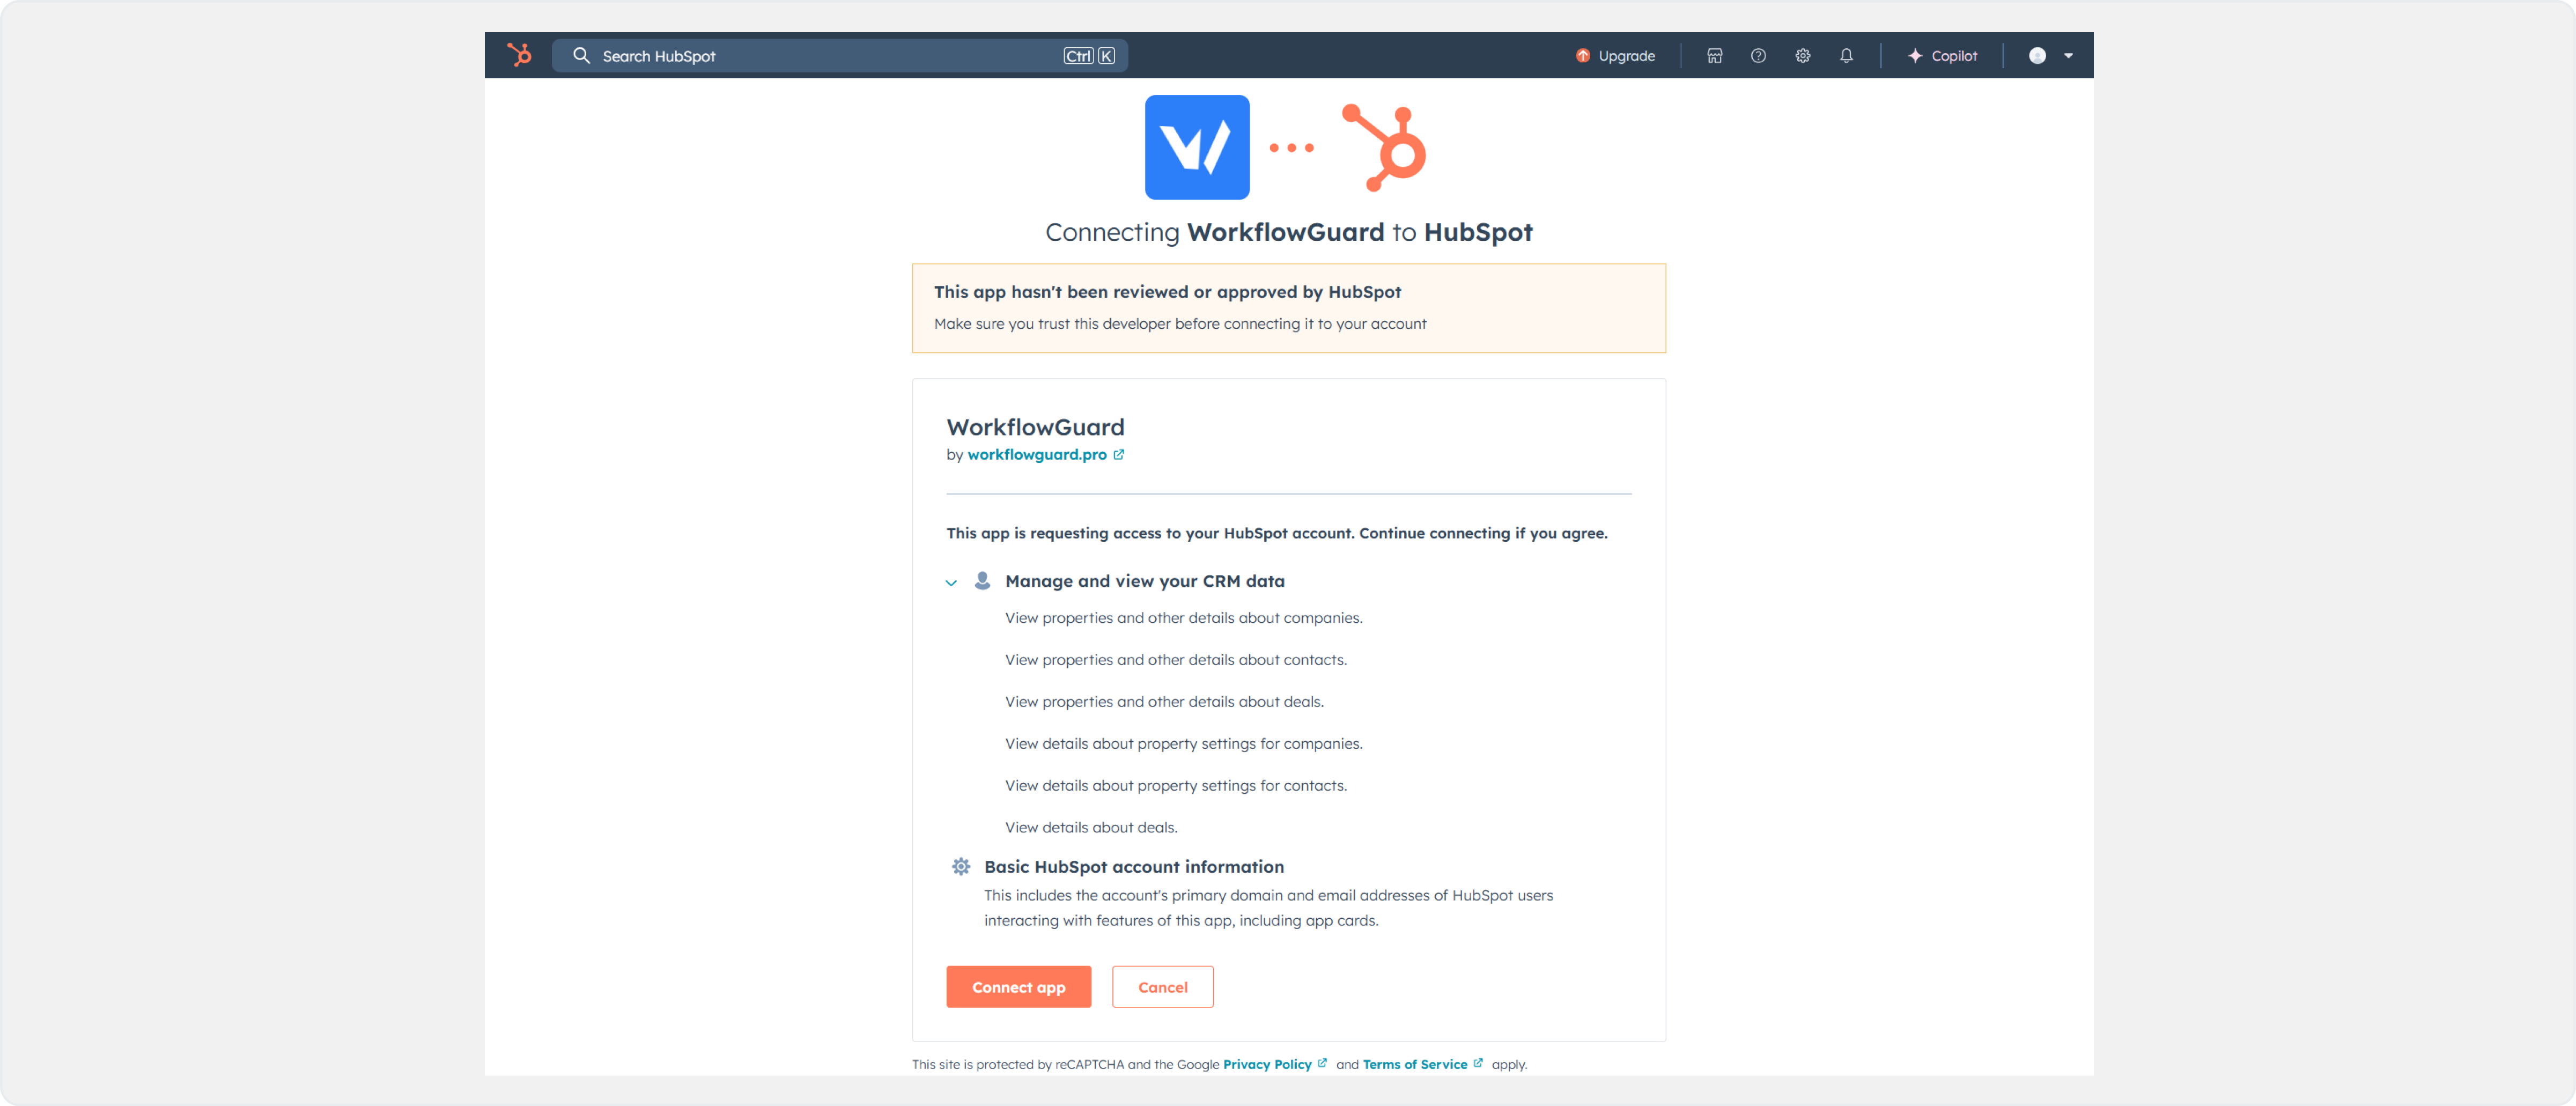 Search HubSpot Ctrl K Upgrade Copilot
Connecting WorkflowGuard to HubSpot
This app hasn't been reviewed or approved by HubSpot
Make sure you trust this developer before connecting it to your account
WorkflowGuard
by workflowguard.pro
This app is requesting access to your HubSpot account. Continue connecting if you agree.
Manage and view your CRM data
View properties and other details about companies.
View properties and other details about contacts.
View properties and other details about deals.
View details about property settings for companies.
View details about property settings for contacts.
View details about deals.
Basic HubSpot account information
This includes the account's primary domain and email addresses of HubSpot users
interacting with features of this app, including app cards.
Connect app Cancel
This site is protected by reCAPTCHA and the Google Privacy Policy and Terms of Service apply.